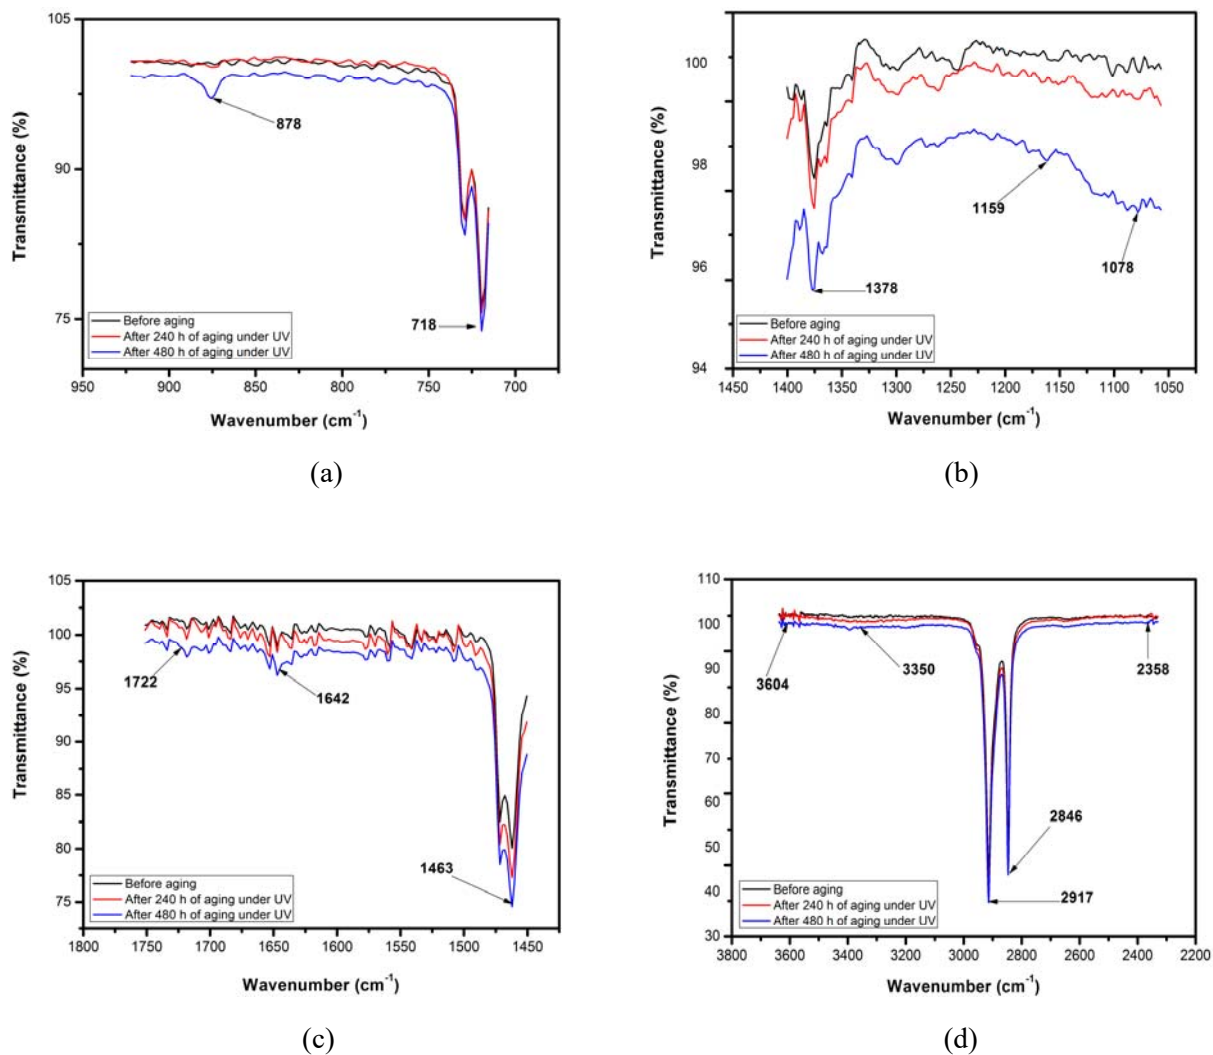 105
90
75
Transmittance (%)
878
718
Before aging
After 240 h of aging under UV
After 480 h of aging under UV
950 900 850 800 750 700
Wavenumber (cm-1)
(a)
100
98
96
94
Transmittance (%)
1159
1078
1378
Before aging
After 240 h of aging under UV
After 480 h of aging under UV
1450 1400 1350 1300 1250 1200 1150 1100 1050
Wavenumber (cm-1)
(b)
105
100
95
90
85
80
75
Transmittance (%)
1722
1642
1463
Before aging
After 240 h of aging under UV
After 480 h of aging under UV
1800 1750 1700 1650 1600 1550 1500 1450
Wavenumber (cm-1)
(c)
110
100
90
80
70
60
50
40
30
Transmittance (%)
3604
3350
2358
2846
2917
Before aging
After 240 h of aging under UV
After 480 h of aging under UV
3800 3600 3400 3200 3000 2800 2600 2400 2200
Wavenumber (cm-1)
(d)